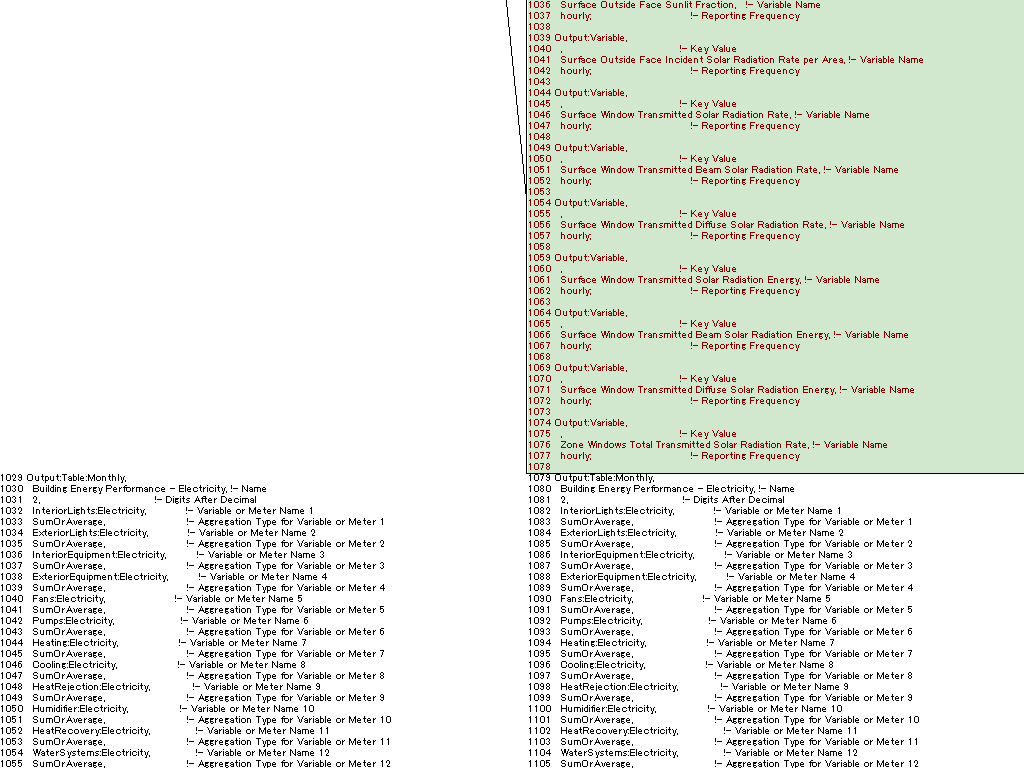 1029 Output:Table:Monthly,
1030 Building Energy Performance - Electricity, !- Name
1031 2, !- Digits After Decimal
1032 InteriorLights:Electricity, !- Variable or Meter Name 1
1033 SumOrAverage, !- Aggregation Type for Variable or Meter 1
1034 ExteriorLights:Electricity, !- Variable or Meter Name 2
1035 SumOrAverage, !- Aggregation Type for Variable or Meter 2
1036 InteriorEquipment:Electricity, !- Variable or Meter Name 3
1037 SumOrAverage, !- Aggregation Type for Variable or Meter 3
1038 ExteriorEquipment:Electricity, !- Variable or Meter Name 4
1039 SumOrAverage, !- Aggregation Type for Variable or Meter 4
1040 Fans:Electricity, !- Variable or Meter Name 5
1041 SumOrAverage, !- Aggregation Type for Variable or Meter 5
1042 Pumps:Electricity, !- Variable or Meter Name 6
1043 SumOrAverage, !- Aggregation Type for Variable or Meter 6
1044 Heating:Electricity, !- Variable or Meter Name 7
1045 SumOrAverage, !- Aggregation Type for Variable or Meter 7
1046 Cooling:Electricity, !- Variable or Meter Name 8
1047 SumOrAverage, !- Aggregation Type for Variable or Meter 8
1048 HeatRejection:Electricity, !- Variable or Meter Name 9
1049 SumOrAverage, !- Aggregation Type for Variable or Meter 9
1050 Humidifier:Electricity, !- Variable or Meter Name 10
1051 SumOrAverage, !- Aggregation Type for Variable or Meter 10
1052 HeatRecovery:Electricity, !- Variable or Meter Name 11
1053 SumOrAverage, !- Aggregation Type for Variable or Meter 11
1054 WaterSystems:Electricity, !- Variable or Meter Name 12
1055 SumOrAverage, !- Aggregation Type for Variable or Meter 12
1036 Surface Outside Face Sunlit Fraction, !- Variable Name
1037 hourly; !- Reporting Frequency
1038
1039 Output:Variable,
1040 , !- Key Value
1041 Surface Outside Face Incident Solar Radiation Rate per Area, !- Variable Name
1042 hourly; !- Reporting Frequency
1043
1044 Output:Variable,
1045 , !- Key Value
1046 Surface Window Transmitted Solar Radiation Rate, !- Variable Name
1047 hourly; !- Reporting Frequency
1048
1049 Output:Variable,
1050 , !- Key Value
1051 Surface Window Transmitted Beam Solar Radiation Rate, !- Variable Name
1052 hourly; !- Reporting Frequency
1053
1054 Output:Variable,
1055 , !- Key Value
1056 Surface Window Transmitted Diffuse Solar Radiation Rate, !- Variable Name
1057 hourly; !- Reporting Frequency
1058
1059 Output:Variable,
1060 , !- Key Value
1061 Surface Window Transmitted Solar Radiation Energy, !- Variable Name
1062 hourly; !- Reporting Frequency
1063
1064 Output:Variable,
1065 , !- Key Value
1066 Surface Window Transmitted Beam Solar Radiation Energy, !- Variable Name
1067 hourly; !- Reporting Frequency
1068
1069 Output:Variable,
1070 , !- Key Value
1071 Surface Window Transmitted Diffuse Solar Radiation Energy, !- Variable Name
1072 hourly; !- Reporting Frequency
1073
1074 Output:Variable,
1075 , !- Key Value
1076 Zone Windows Total Transmitted Solar Radiation Rate, !- Variable Name
1077 hourly; !- Reporting Frequency
1078
1079 Output:Table:Monthly,
1080 Building Energy Performance - Electricity, !- Name
1081 2, !- Digits After Decimal
1082 InteriorLights:Electricity, !- Variable or Meter Name 1
1083 SumOrAverage, !- Aggregation Type for Variable or Meter 1
1084 ExteriorLights:Electricity, !- Variable or Meter Name 2
1085 SumOrAverage, !- Aggregation Type for Variable or Meter 2
1086 InteriorEquipment:Electricity, !- Variable or Meter Name 3
1087 SumOrAverage, !- Aggregation Type for Variable or Meter 3
1088 ExteriorEquipment:Electricity, !- Variable or Meter Name 4
1089 SumOrAverage, !- Aggregation Type for Variable or Meter 4
1090 Fans:Electricity, !- Variable or Meter Name 5
1091 SumOrAverage, !- Aggregation Type for Variable or Meter 5
1092 Pumps:Electricity, !- Variable or Meter Name 6
1093 SumOrAverage, !- Aggregation Type for Variable or Meter 6
1094 Heating:Electricity, !- Variable or Meter Name 7
1095 SumOrAverage, !- Aggregation Type for Variable or Meter 7
1096 Cooling:Electricity, !- Variable or Meter Name 8
1097 SumOrAverage, !- Aggregation Type for Variable or Meter 8
1098 HeatRejection:Electricity, !- Variable or Meter Name 9
1099 SumOrAverage, !- Aggregation Type for Variable or Meter 9
1100 Humidifier:Electricity, !- Variable or Meter Name 10
1101 SumOrAverage, !- Aggregation Type for Variable or Meter 10
1102 HeatRecovery:Electricity, !- Variable or Meter Name 11
1103 SumOrAverage, !- Aggregation Type for Variable or Meter 11
1104 WaterSystems:Electricity, !- Variable or Meter Name 12
1105 SumOrAverage, !- Aggregation Type for Variable or Meter 12